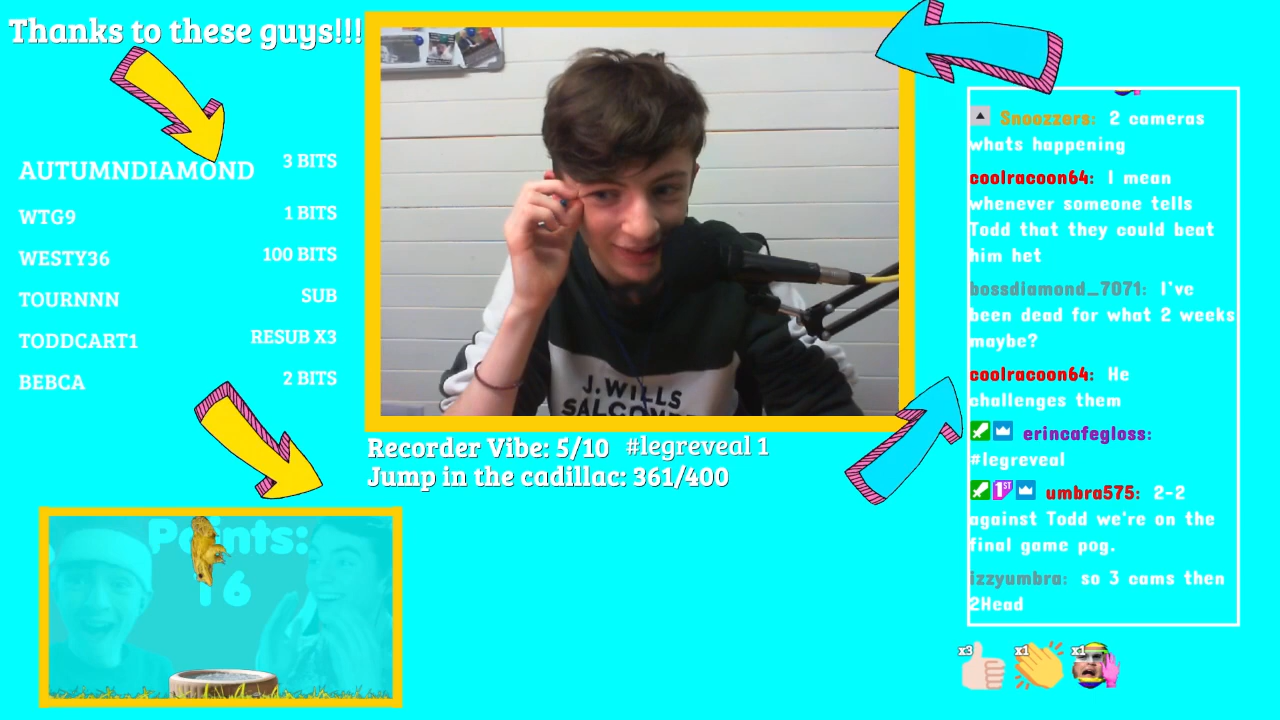 Thanks to these guys!!!
AUTUMNDIAMOND 3 BITS
WTG9 1 BITS
WESTY36 100 BITS
TOURNNN SUB
TODDCART1 RESUB X3
BEBCA 2 BITS
J.WILLS
Recorder Vibe: 5/10 #legreveal 1
Jump in the cadillac: 361/400
Points:
16
Snoozzers: 2 cameras
whats happening
coolracoon64: I mean
whenever someone tells
Todd that they could beat
him het
bossdiamond_7071: I've
been dead for what 2 weeks
maybe?
coolracoon64: He
challenges them
erincafegloss:
#legreveal
1ST umbra575: 2-2
against Todd we're on the
final game pog.
izzyumbra: so 3 cams then
2Head
x3 x1 x1